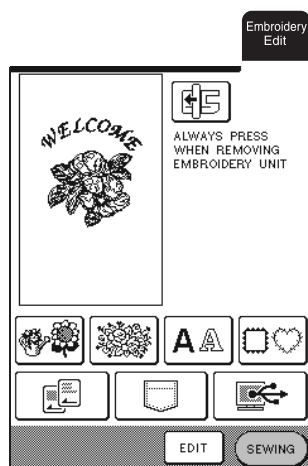 Embroidery
Edit
WELCOME
ALWAYS PRESS
WHEN REMOVING
EMBROIDERY UNIT
A A
EDIT
SEWING